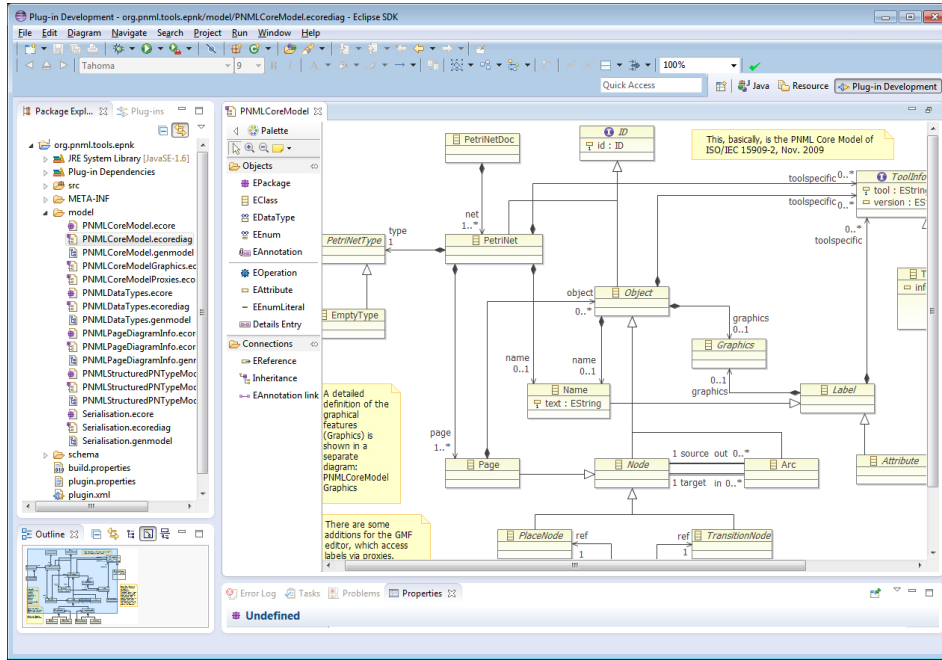 Plug-in Development - org.pnml.tools.epnk/model/PNMLCoreModel.ecorediag - Eclipse SDK
File Edit Diagram Navigate Search Project Run Window Help
Tahoma 9 B I A 100%
Quick Access Java Resource Plug-in Development
Package Expl... Plug-ins
org.pnml.tools.epnk
JRE System Library [JavaSE-1.6]
Plug-in Dependencies
src
META-INF
model
PNMLCoreModel.ecore
PNMLCoreModel.ecorediag
PNMLCoreModel.genmodel
PNMLCoreModelGraphics.ec
PNMLCoreModelProxies.eco
PNMLDataTypes.ecore
PNMLDataTypes.ecorediag
PNMLDataTypes.genmodel
PNMLPageDiagramInfo.ecor
PNMLPageDiagramInfo.ecor
PNMLPageDiagramInfo.genr
PNMLStructuredPNTypeMod
PNMLStructuredPNTypeMoc
PNMLStructuredPNTypeMoc
Serialisation.ecore
Serialisation.ecorediag
Serialisation.genmodel
schema
build.properties
plugin.properties
plugin.xml
Outline
PNMLCoreModel
Palette
Objects
EPackage
EClass
EDataType
EEnum
EAnnotation
EOperation
EAttribute
EEnumLiteral
Details Entry
Connections
EReference
Inheritance
EAnnotation link
PetriNetDoc
ID
id : ID
This, basically, is the PNML Core Model of
ISO/IEC 15909-2, Nov. 2009
toolspecific 0..*
toolspecific 0..*
ToolInfo
tool : EString
version : EStr
0..*
toolspecific
net
1..*
type
1
PetriNetType
PetriNet
EmptyType
object
0..*
Object
T
inf
graphics
0..1
Graphics
name
0..1
name
0..1
0..1
graphics
Name
text : EString
Label
A detailed
definition of the
graphical
features
(Graphics) is
shown in a
separate
diagram:
PNMLCoreModel
Graphics
page
1..*
Page
Node
1 source out 0..*
1 target in 0..*
Arc
Attribute
There are some
additions for the GMF
editor, which access
labels via proxies.
PlaceNode
ref
1
ref
1
TransitionNode
Error Log Tasks Problems Properties
Undefined